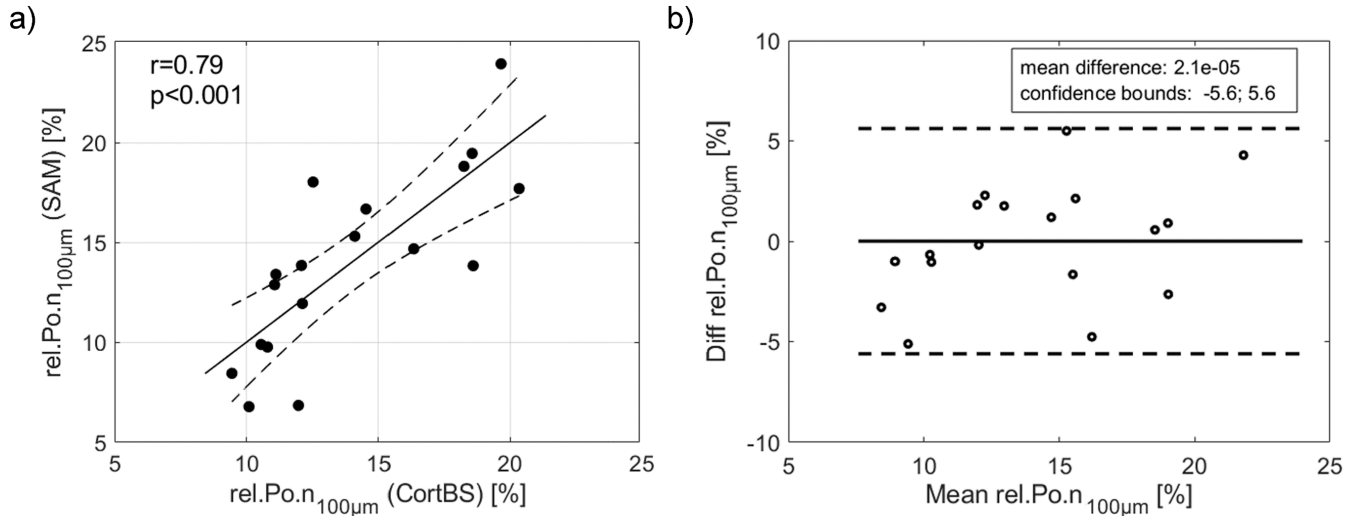 a)
r=0.79
p<0.001
rel.Po.n100µm (SAM) [%]
25
20
15
10
5
5 10 15 20 25
rel.Po.n100µm (CortBS) [%]
b)
mean difference: 2.1e-05
confidence bounds: -5.6; 5.6
Diff rel.Po.n100µm [%]
10
5
0
-5
-10
5 10 15 20 25
Mean rel.Po.n100µm [%]